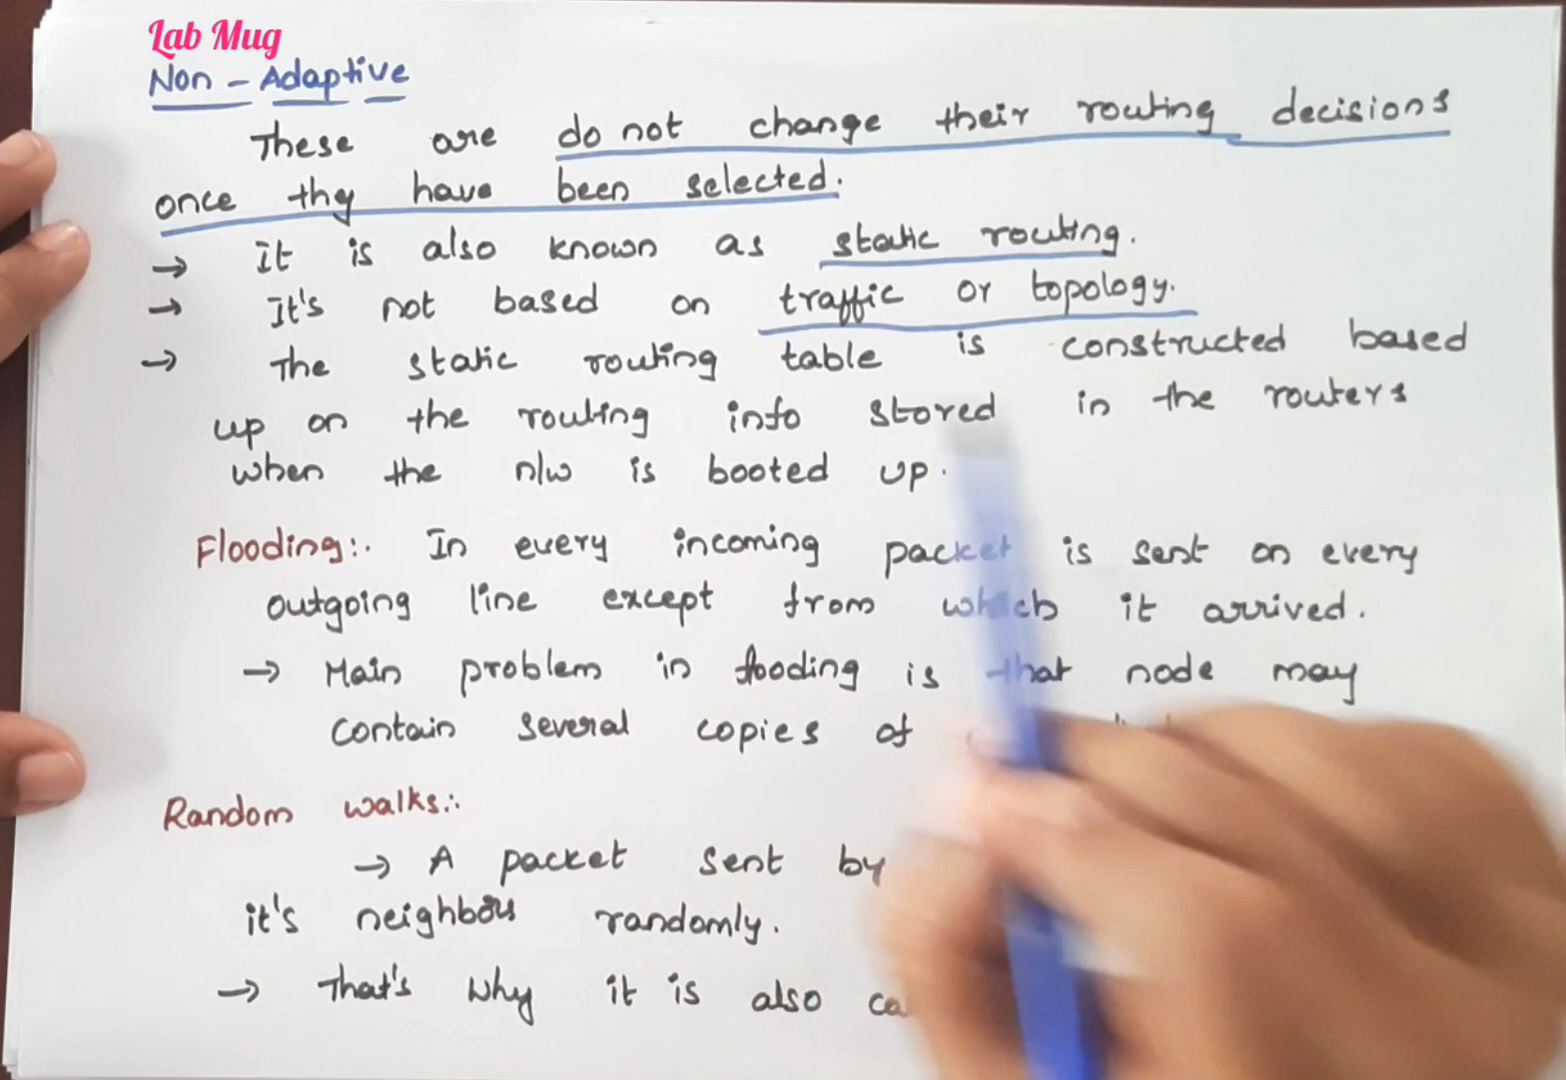 Lab Mug
Non - Adaptive
These are do not change their routing decisions
once thy have been selected.
→ It is also known as static routing.
→ It's not based on traffic or topology.
→ The static routing table is constructed based
up on the routing info stored in the routers
when the n/w is booted up.
Flooding:. In every incoming packet is sent on every
outgoing line except from which it arrived.
→ Main problem in flooding is that node may
contain several copies of
Random walks:.
→ A packet sent by
it's neighbours randomly.
→ That's why it is also